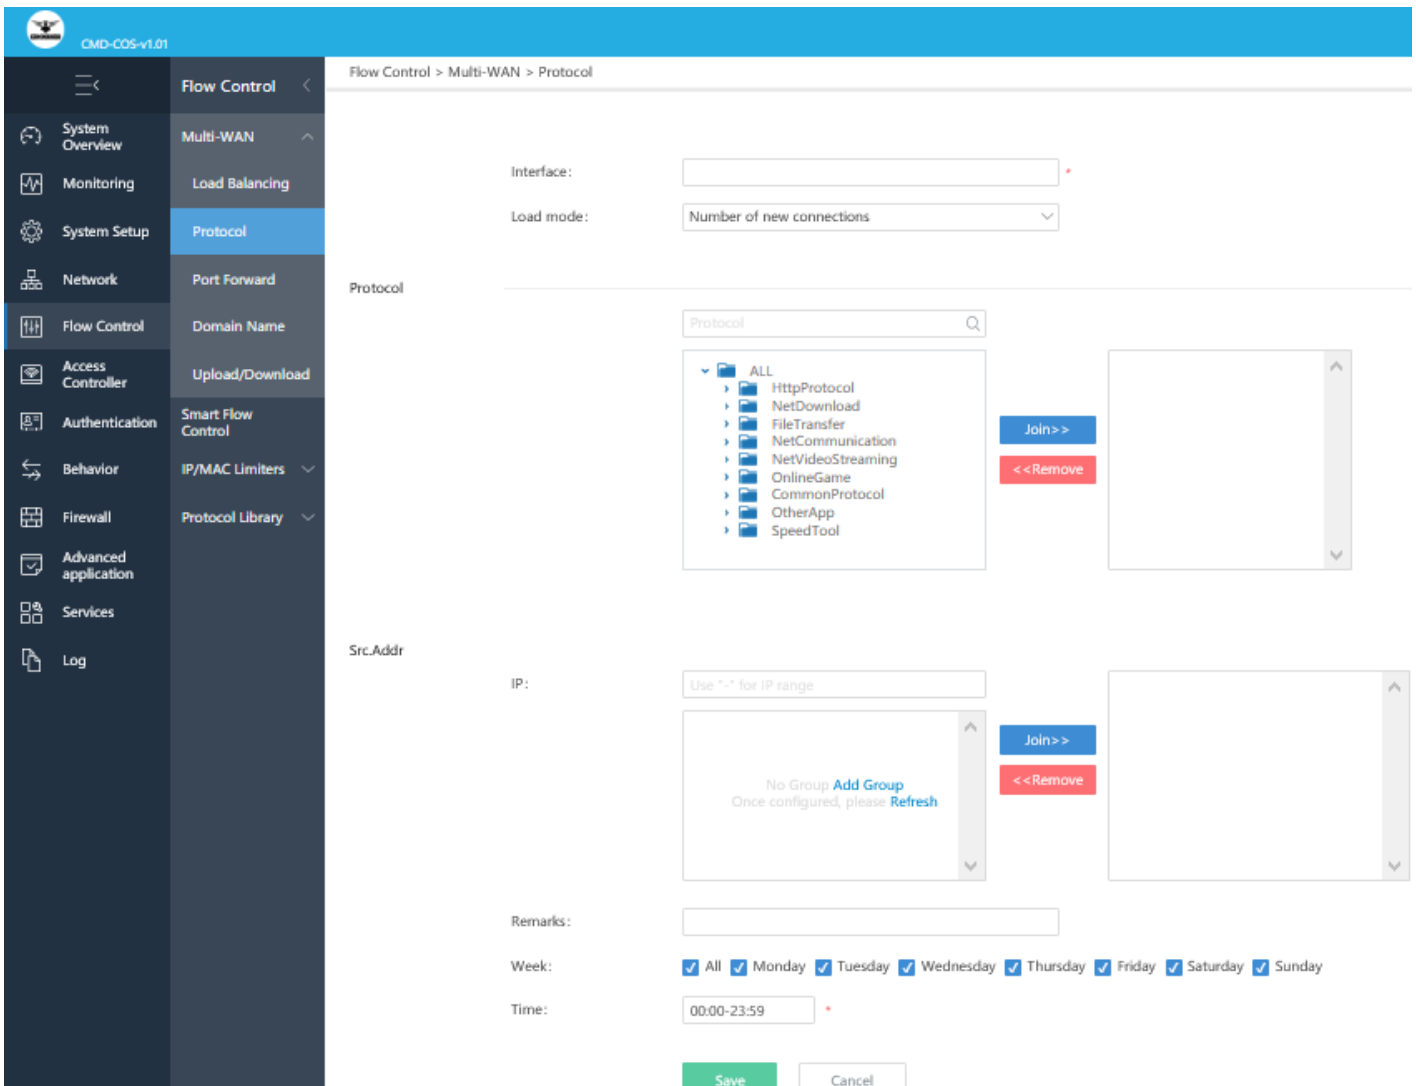 CMD-COS-v1.01
Flow Control
Flow Control > Multi-WAN > Protocol
System
Overview
Monitoring
System Setup
Network
Flow Control
Access
Controller
Authentication
Behavior
Firewall
Advanced
application
Services
Log
Multi-WAN
Load Balancing
Protocol
Port Forward
Domain Name
Upload/Download
Smart Flow
Control
IP/MAC Limiters
Protocol Library
Interface:
*
Load mode:
Number of new connections
Protocol
Protocol
ALL
HttpProtocol
NetDownload
FileTransfer
NetCommunication
NetVideoStreaming
OnlineGame
CommonProtocol
OtherApp
SpeedTool
Join>>
<<Remove
Src.Addr
IP:
Use "-" for IP range
No Group Add Group
Once configured, please Refresh
Join>>
<<Remove
Remarks:
Week:
All Monday Tuesday Wednesday Thursday Friday Saturday Sunday
Time:
00:00-23:59 *
Save
Cancel